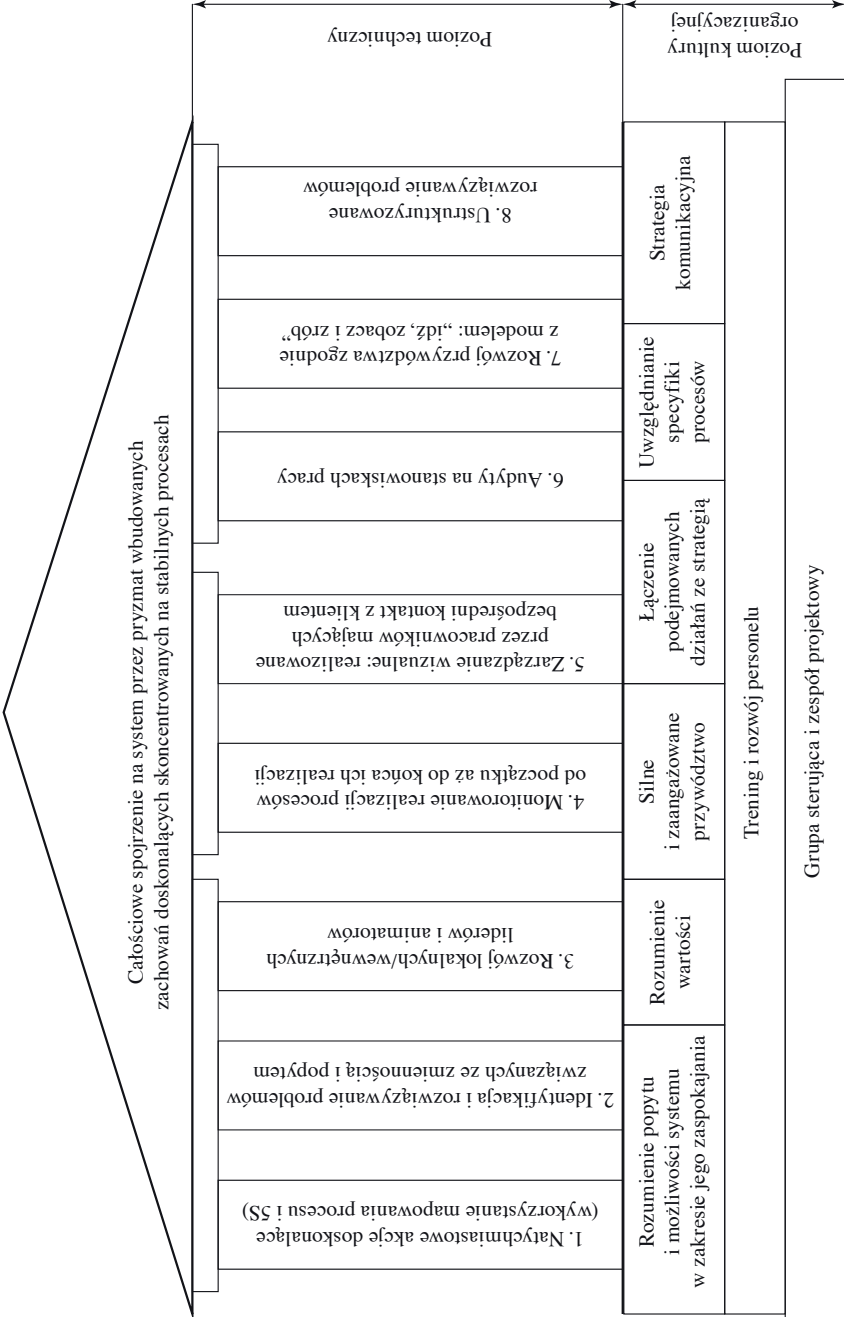 Całościowe spojrzenie na system przez pryzmat wbudowanych
zachowań doskonalących skoncentrowanych na stabilnych procesach
1. Natychmiastowe akcje doskonalące
(wykorzystanie mapowania procesu i 5S)
2. Identyfikacja i rozwiązywanie problemów
związanych ze zmiennością i popytem
3. Rozwój lokalnych/wewnętrznych
liderów i animatorów
4. Monitorowanie realizacji procesów
od początku aż do końca ich realizacji
5. Zarządzanie wizualne: realizowane
przez pracowników mających
bezpośredni kontakt z klientem
6. Audyty na stanowiskach pracy
7. Rozwój przywództwa zgodnie
z modelem: „idź, zobacz i zrób”
8. Ustrukturyzowane
rozwiązywanie problemów
Poziom techniczny
Rozumienie popytu
i możliwości systemu
w zakresie jego zaspokajania
Rozumienie
wartości
Silne
i zaangażowane
przywództwo
Łączenie
podejmowanych
działań ze strategią
Uwzględnianie
specyfiki
procesów
Strategia
komunikacyjna
Trening i rozwój personelu
Grupa sterująca i zespół projektowy
Poziom kultury
organizacyjnej